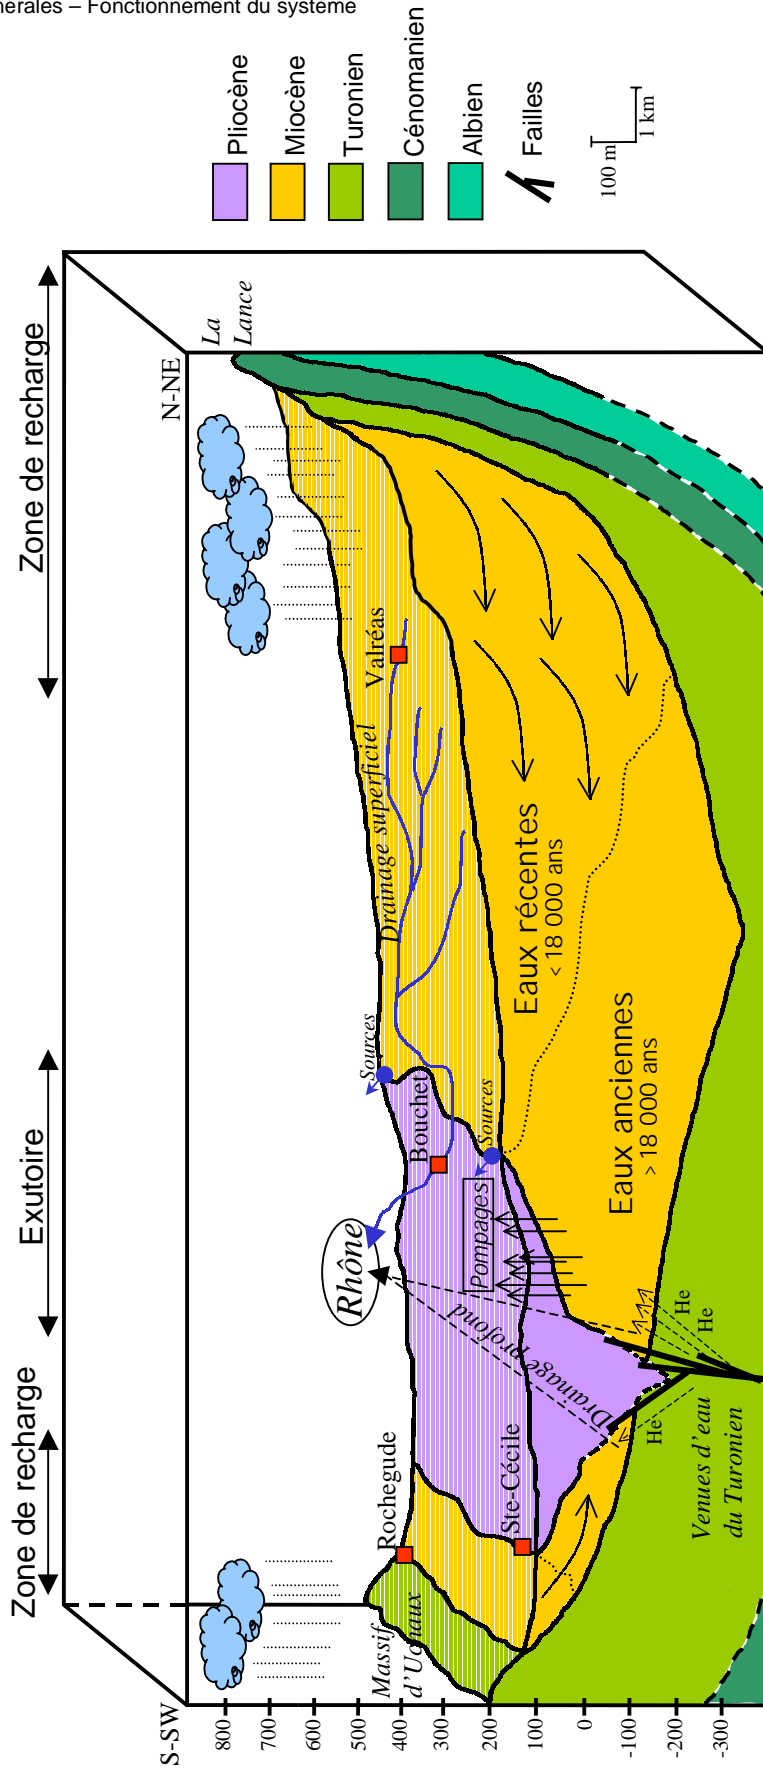 nérales – Fonctionnement du système
Zone de recharge
Exutoire
Zone de recharge
S-SW
N-NE
800
700
600
500
400
300
200
100
0
-100
-200
-300
La
Lance
Massif
d'Uchaux
Rochegude
Ste-Cécile
Rhône
Bouchet
Valréas
Sources
Sources
Drainage superficiel
Pompages
Drainage profond
Eaux récentes
< 18 000 ans
Eaux anciennes
> 18 000 ans
He
He
He
Venues d'eau
du Turonien
Pliocène
Miocène
Turonien
Cénomanien
Albien
Failles
100 m
1 km